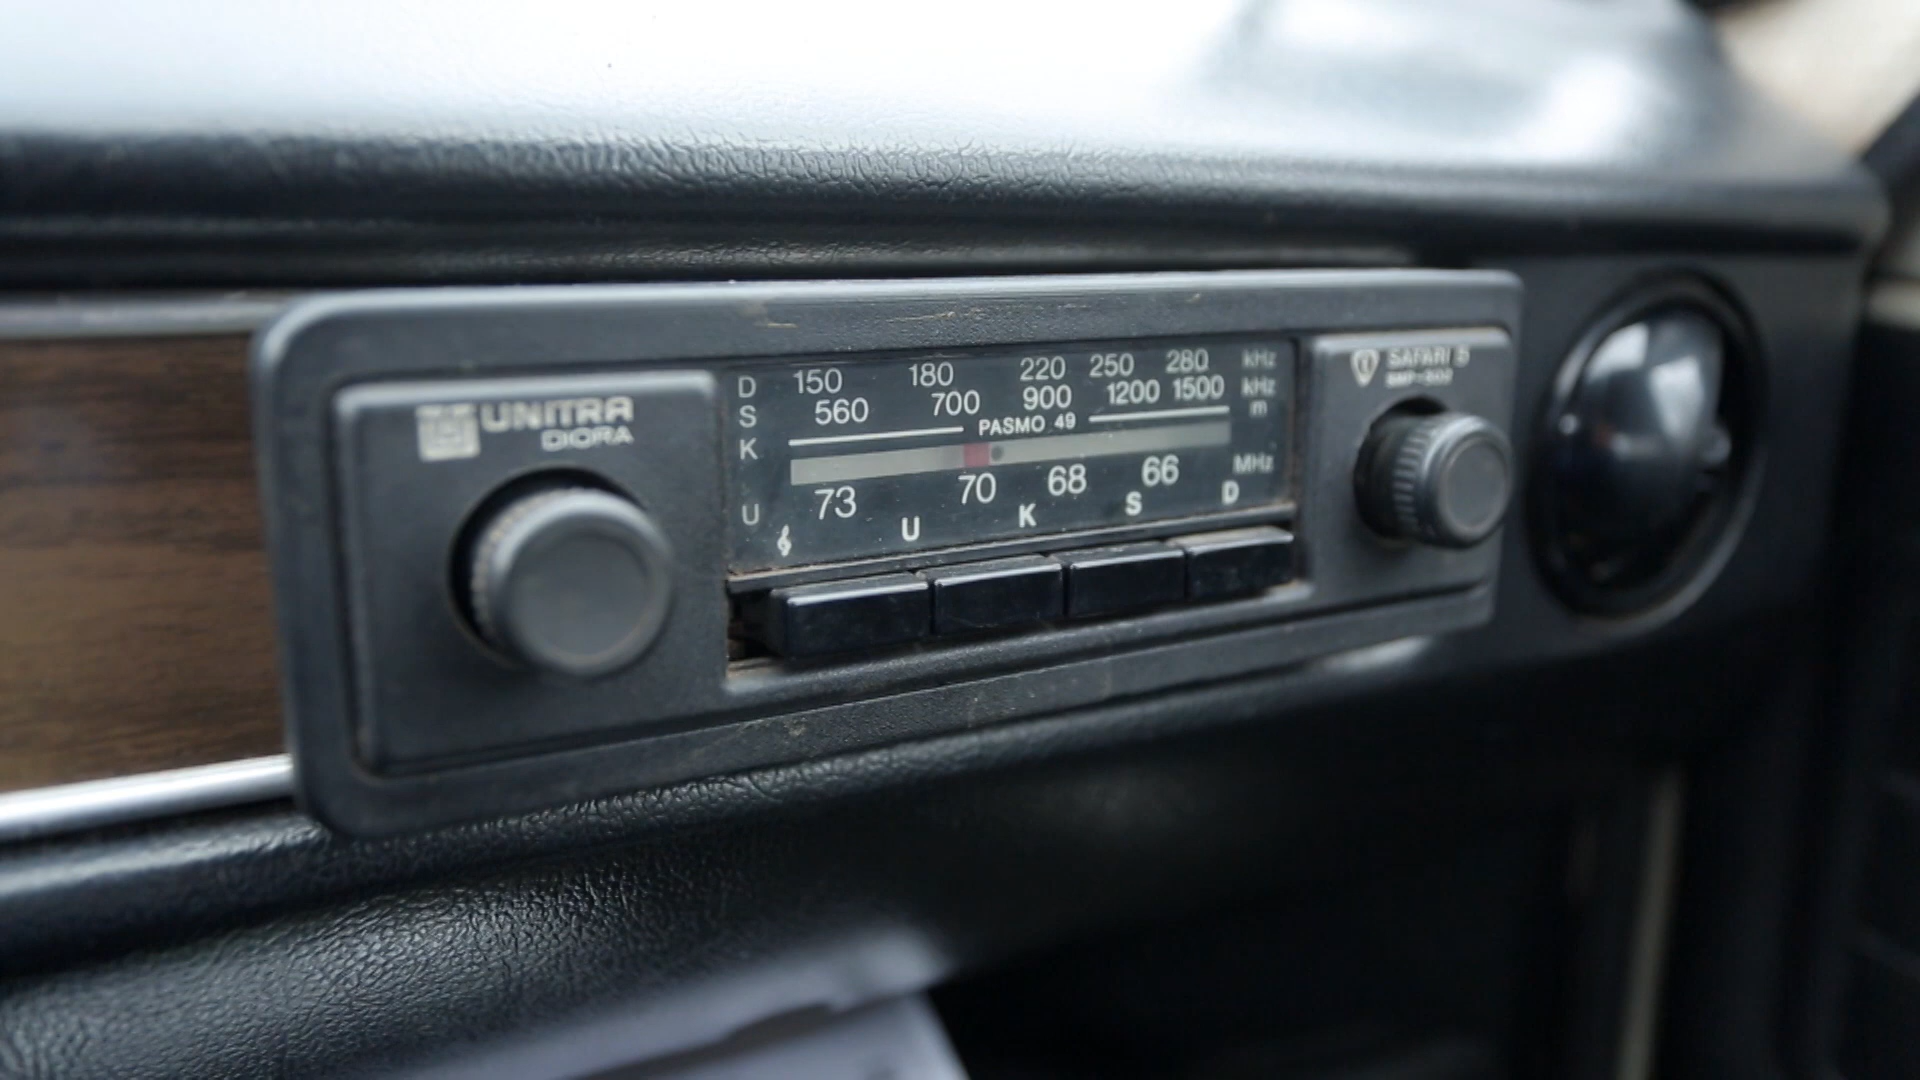 UNITRA
DIORA
D 150 180 220 250 280 kHz
S 560 700 900 1200 1500 kHz
K PASMO 49 m
U 73 70 68 66 MHz
U K S D
SAFARI 5